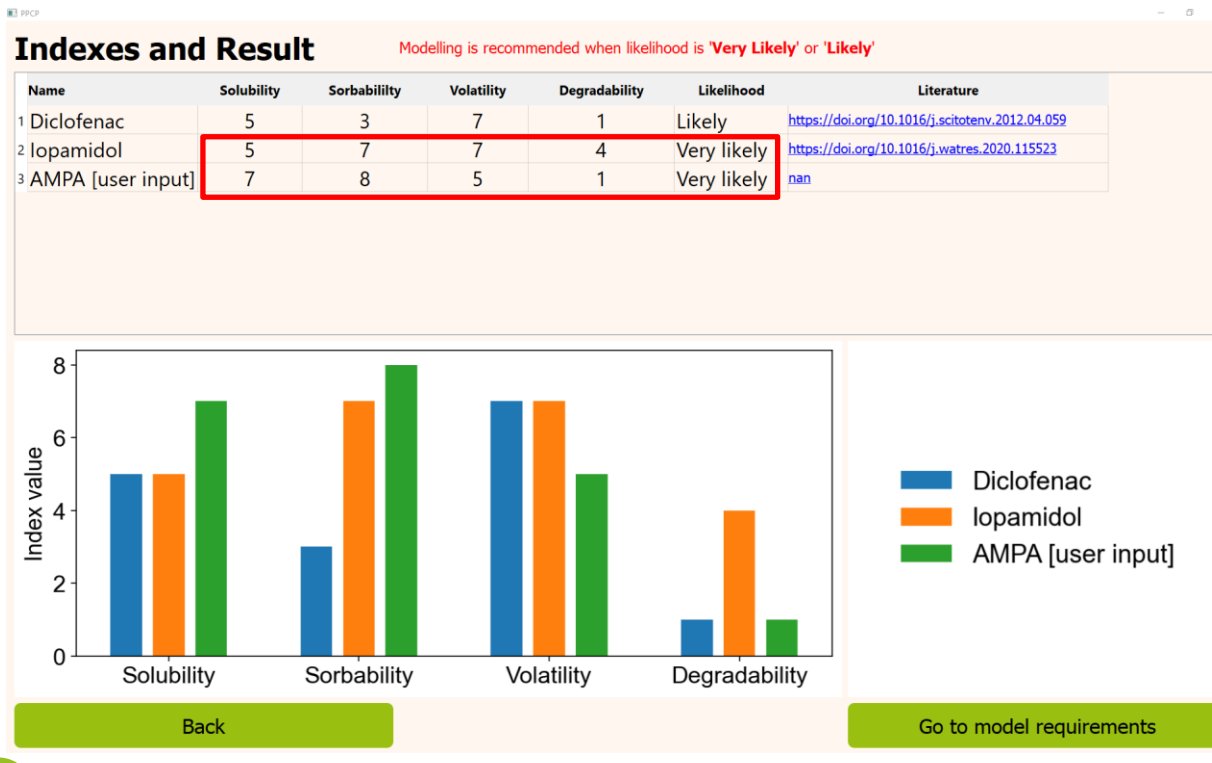 PPCP
Indexes and Result
Modelling is recommended when likelihood is 'Very Likely' or 'Likely'
Name Solubility Sorbabililty Volatility Degradability Likelihood Literature
1 Diclofenac 5 3 7 1 Likely https://doi.org/10.1016/j.scitotenv.2012.04.059
2 Iopamidol 5 7 7 4 Very likely https://doi.org/10.1016/j.watres.2020.115523
3 AMPA [user input] 7 8 5 1 Very likely nan
8
6
4
2
0
Index value
Solubility Sorbability Volatility Degradability
Diclofenac
Iopamidol
AMPA [user input]
Back
Go to model requirements